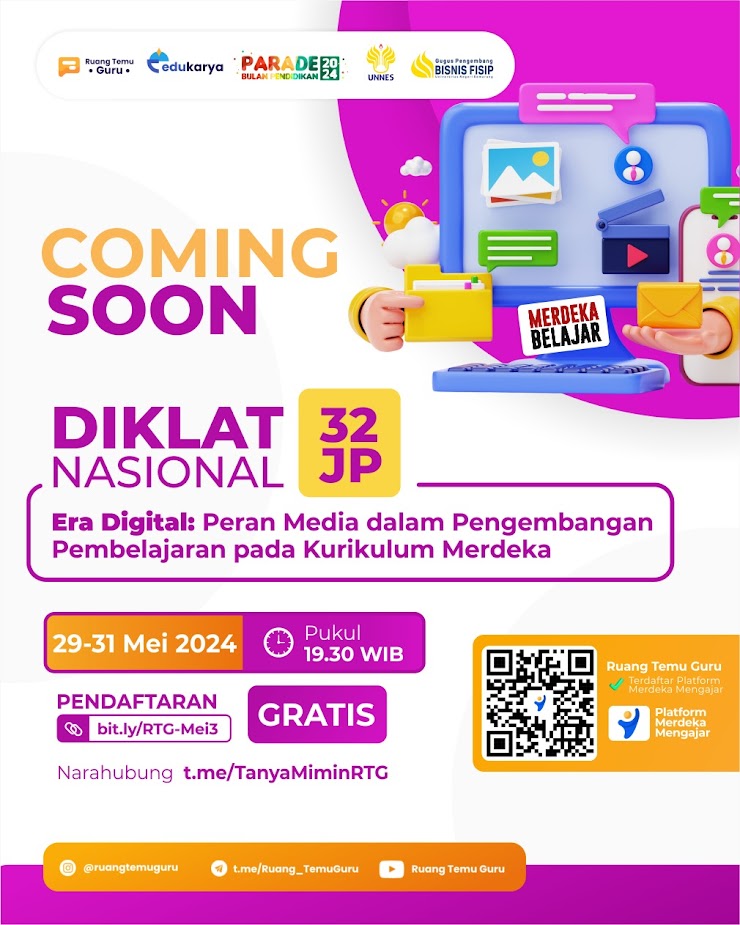 Ruang Temu
• Guru •
edukarya
PARADE 2024
BULAN PENDIDIKAN
UNNES
Gugus Pengembang
BISNIS FISIP
COMING
SOON
MERDEKA
BELAJAR
DIKLAT
NASIONAL
32
JP
Era Digital: Peran Media dalam Pengembangan
Pembelajaran pada Kurikulum Merdeka
29-31 Mei 2024
Pukul
19.30 WIB
PENDAFTARAN
bit.ly/RTG-Mei3
GRATIS
Narahubung t.me/TanyaMiminRTG
Ruang Temu Guru
Terdaftar Platform
Merdeka Mengajar
Platform
Merdeka
Mengajar
@ruangtemuguru
t.me/Ruang_TemuGuru
Ruang Temu Guru